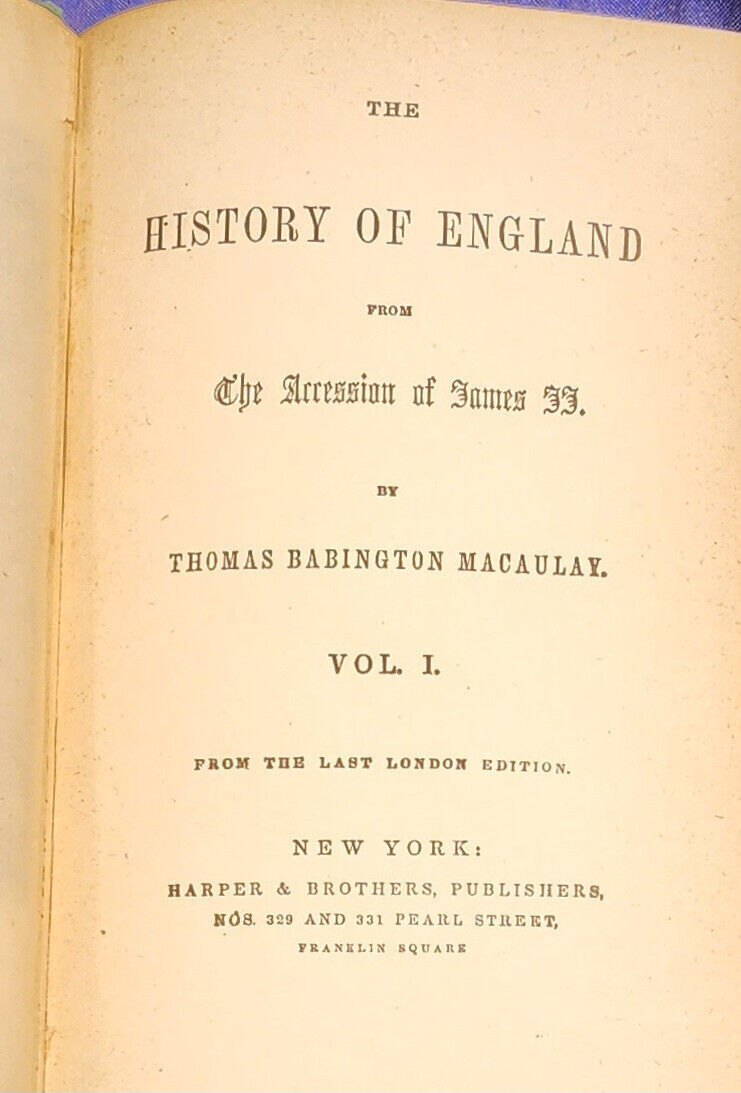 THE
HISTORY OF ENGLAND
FROM
The Accession of James II.
BY
THOMAS BABINGTON MACAULAY.
VOL. I.
FROM THE LAST LONDON EDITION.
NEW YORK:
HARPER & BROTHERS, PUBLISHERS,
NOS. 329 AND 331 PEARL STREET,
FRANKLIN SQUARE